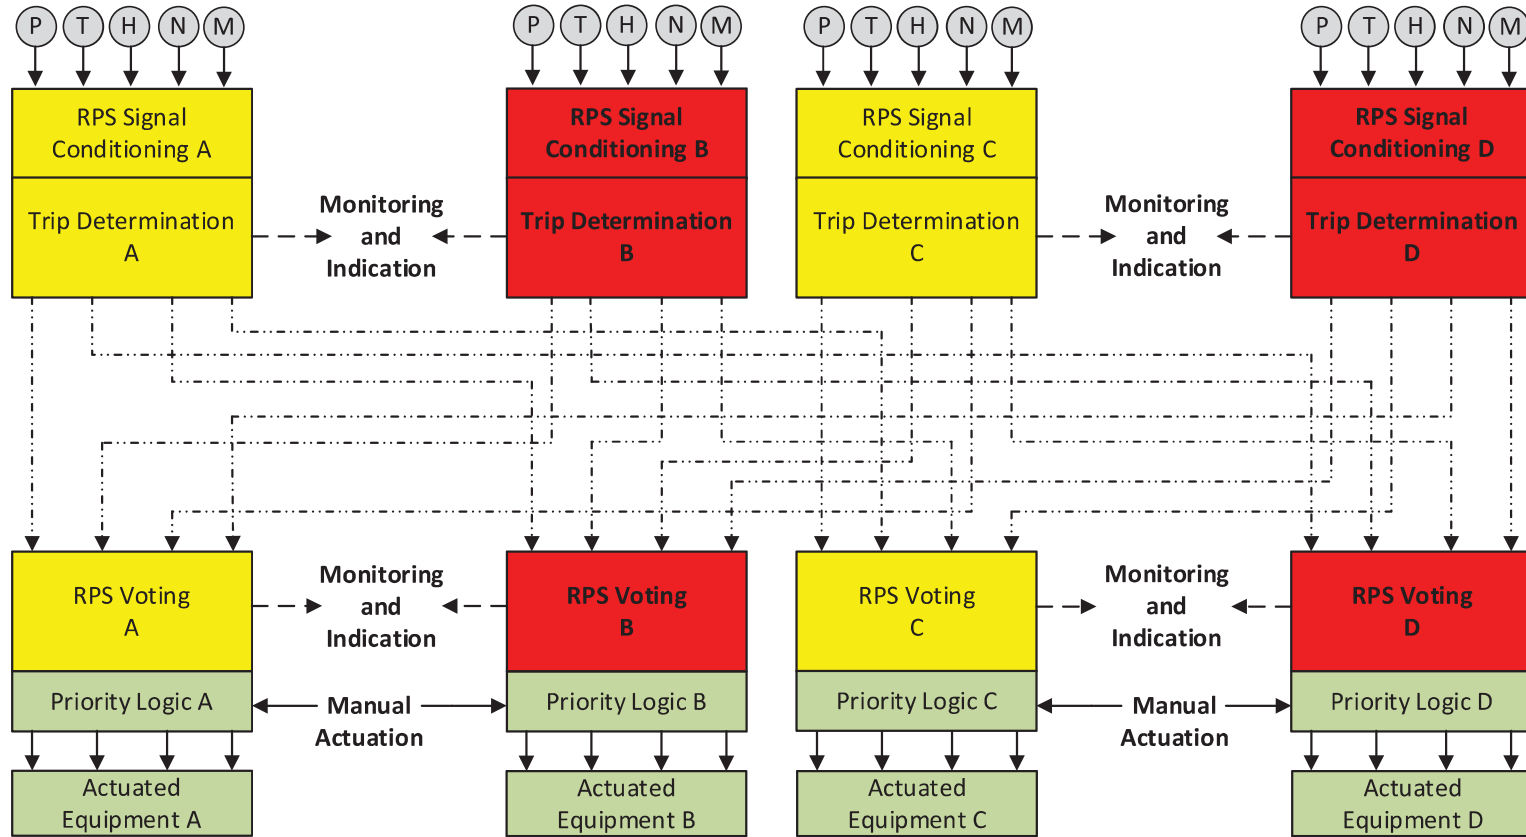 P T H N M
P T H N M
P T H N M
P T H N M
RPS Signal
Conditioning A
RPS Signal
Conditioning B
RPS Signal
Conditioning C
RPS Signal
Conditioning D
Trip Determination
A
Monitoring
and
Indication
Trip Determination
B
Trip Determination
C
Monitoring
and
Indication
Trip Determination
D
RPS Voting
A
Monitoring
and
Indication
RPS Voting
B
RPS Voting
C
Monitoring
and
Indication
RPS Voting
D
Priority Logic A
Manual
Actuation
Priority Logic B
Priority Logic C
Manual
Actuation
Priority Logic D
Actuated
Equipment A
Actuated
Equipment B
Actuated
Equipment C
Actuated
Equipment D